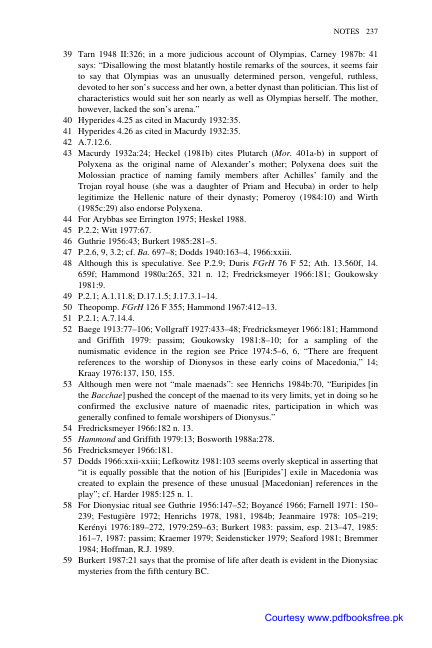 NOTES 237
39 Tarn 1948 II:326; in a more judicious account of Olympias, Carney 1987b: 41
says: “Disallowing the most blatantly hostile remarks of the sources, it seems fair
to say that Olympias was an unusually determined person, vengeful, ruthless,
devoted to her son’s success and her own, a better dynast than politician. This list of
characteristics would suit her son nearly as well as Olympias herself. The mother,
however, lacked the son’s arena.”
40 Hyperides 4.25 as cited in Macurdy 1932:35.
41 Hyperides 4.26 as cited in Macurdy 1932:35.
42 A.7.12.6.
43 Macurdy 1932a:24; Heckel (1981b) cites Plutarch (Mor. 401a-b) in support of
Polyxena as the original name of Alexander’s mother; Polyxena does suit the
Molossian practice of naming family members after Achilles’ family and the
Trojan royal house (she was a daughter of Priam and Hecuba) in order to help
legitimize the Hellenic nature of their dynasty; Pomeroy (1984:10) and Wirth
(1985c:29) also endorse Polyxena.
44 For Arybbas see Errington 1975; Heskel 1988.
45 P.2.2; Witt 1977:67.
46 Guthrie 1956:43; Burkert 1985:281–5.
47 P.2.6, 9, 3.2; cf. Ba. 697–8; Dodds 1940:163–4, 1966:xxiii.
48 Although this is speculative. See P.2.9; Duris FGrH 76 F 52; Ath. 13.560f, 14.
659f; Hammond 1980a:265, 321 n. 12; Fredricksmeyer 1966:181; Goukowsky
1981:9.
49 P.2.1; A.1.11.8; D.17.1.5; J.17.3.1–14.
50 Theopomp. FGrH 126 F 355; Hammond 1967:412–13.
51 P.2.1; A.7.14.4.
52 Baege 1913:77–106; Vollgraff 1927:433–48; Fredricksmeyer 1966:181; Hammond
and Griffith 1979: passim; Goukowsky 1981:8–10; for a sampling of the
numismatic evidence in the region see Price 1974:5–6, 6, “There are frequent
references to the worship of Dionysos in these early coins of Macedonia,” 14;
Kraay 1976:137, 150, 155.
53 Although men were not “male maenads”: see Henrichs 1984b:70, “Euripides [in
the Bacchae] pushed the concept of the maenad to its very limits, yet in doing so he
confirmed the exclusive nature of maenadic rites, participation in which was
generally confined to female worshipers of Dionysus.”
54 Fredricksmeyer 1966:182 n. 13.
55 Hammond and Griffith 1979:13; Bosworth 1988a:278.
56 Fredricksmeyer 1966:181.
57 Dodds 1966:xxii-xxiii; Lefkowitz 1981:103 seems overly skeptical in asserting that
“it is equally possible that the notion of his [Euripides’] exile in Macedonia was
created to explain the presence of these unusual [Macedonian] references in the
play”; cf. Harder 1985:125 n. 1.
58 For Dionysiac ritual see Guthrie 1956:147–52; Boyancé 1966; Farnell 1971: 150–
239; Festugière 1972; Henrichs 1978, 1981, 1984b; Jeanmaire 1978: 105–219;
Kerényi 1976:189–272, 1979:259–63; Burkert 1983: passim, esp. 213–47, 1985:
161–7, 1987: passim; Kraemer 1979; Seidensticker 1979; Seaford 1981; Bremmer
1984; Hoffman, R.J. 1989.
59 Burkert 1987:21 says that the promise of life after death is evident in the Dionysiac
mysteries from the fifth century BC.
Courtesy www.pdfbooksfree.pk